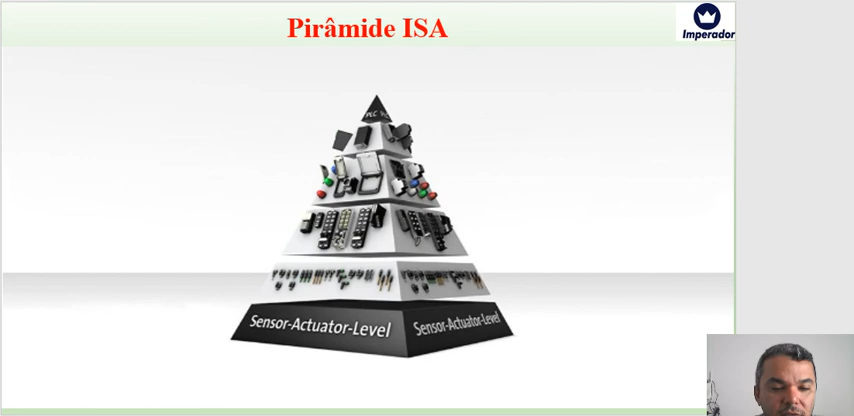 Pirâmide ISA
Imperador
PLC
Sensor-Actuator-Level
Sensor-Actuator-Level